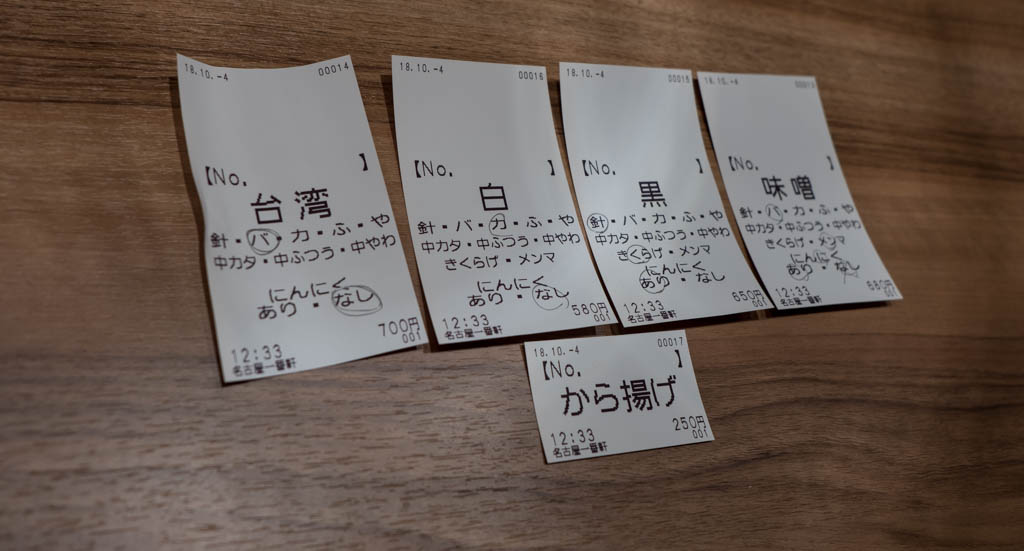 18.10.-4 00014
【No. 】
台湾
針・バ・カ・ふ・や
中カタ・中ふつう・中やわ
にんにく
あり・なし
700円
001
12:33
名古屋一番軒
18.10.-4 00016
【No. 】
白
針・バ・カ・ふ・や
中カタ・中ふつう・中やわ
きくらげ・メンマ
にんにく
あり・なし
580円
001
12:33
名古屋一番軒
18.10.-4 00015
【No. 】
黒
針・バ・カ・ふ・や
中カタ・中ふつう・中やわ
きくらげ・メンマ
にんにく
あり・なし
650円
001
12:33
名古屋一番軒
18.10.-4
【No. 】
味噌
針・バ・カ・ふ・や
中カタ・中ふつう・中やわ
きくらげ・メンマ
にんにく
あり・なし
680円
001
12:33
名古屋一番軒
18.10.-4 00017
【No. 】
から揚げ
250円
001
12:33
名古屋一番軒